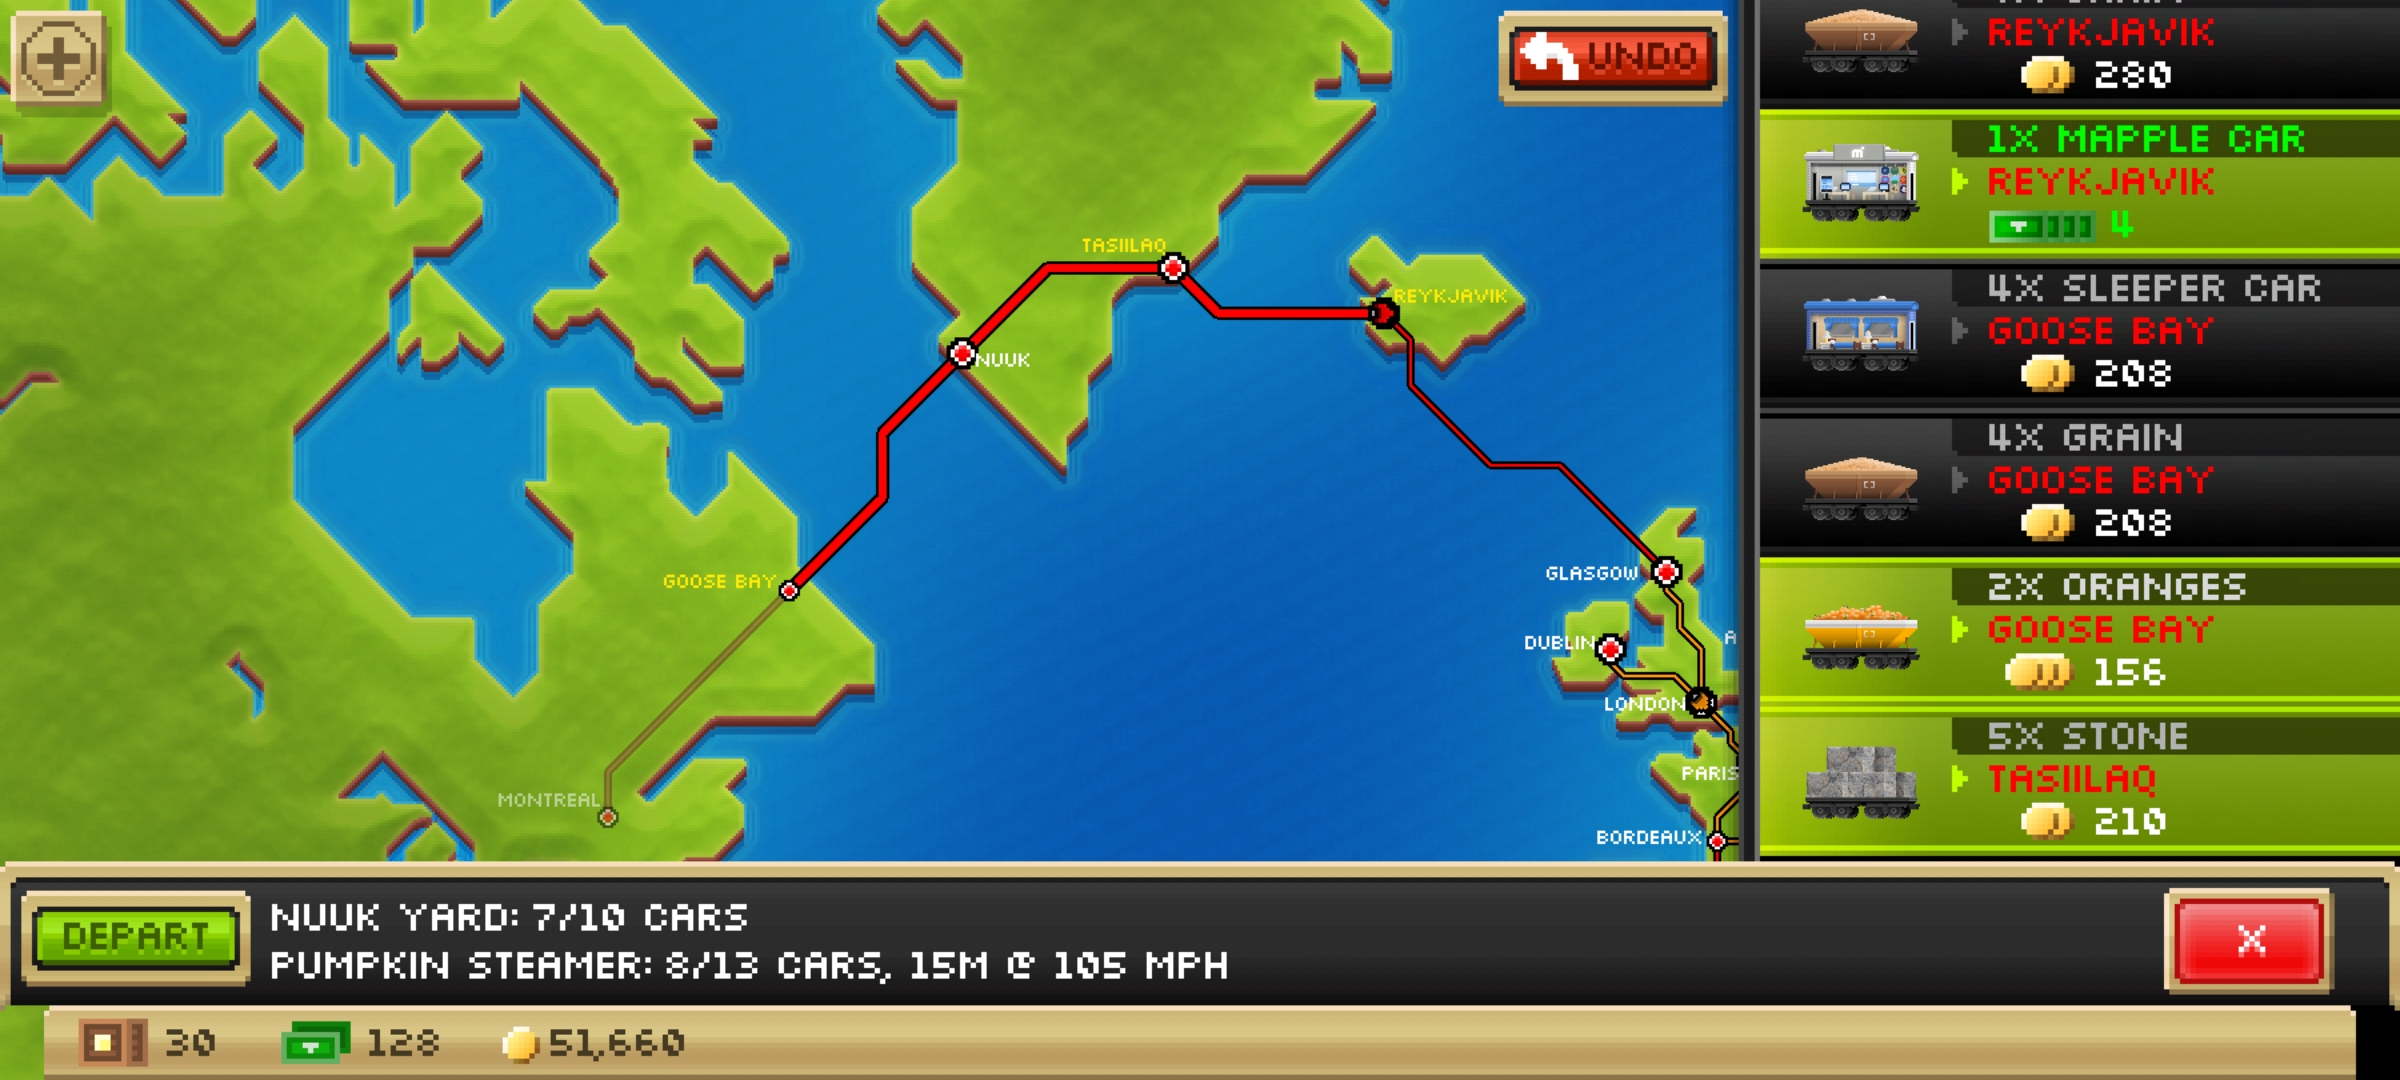 UNDO
TASIILAQ
REYKJAVIK
NUUK
GOOSE BAY
GLASGOW
DUBLIN
LONDON
PARIS
MONTREAL
BORDEAUX
REYKJAVIK
280
1X MAPPLE CAR
REYKJAVIK
4
4X SLEEPER CAR
GOOSE BAY
208
4X GRAIN
GOOSE BAY
208
2X ORANGES
GOOSE BAY
156
5X STONE
TASIILAQ
210
DEPART
NUUK YARD: 7/10 CARS
PUMPKIN STEAMER: 8/13 CARS, 15M @ 105 MPH
X
30
128
51,660